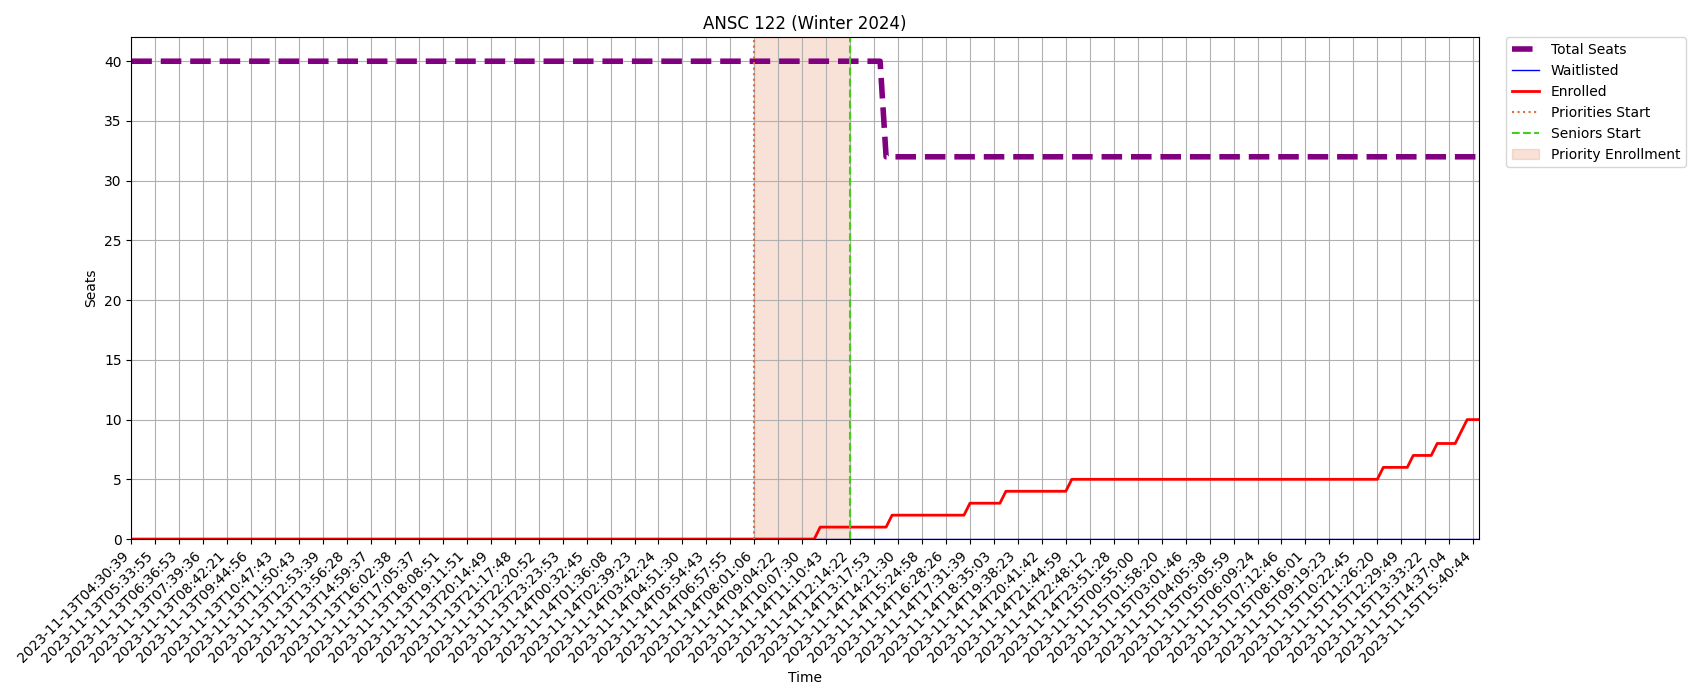 ANSC 122 (Winter 2024)
Total Seats
Waitlisted
Enrolled
Priorities Start
Seniors Start
Priority Enrollment
Seats
40
35
30
25
20
15
10
5
0
2023-11-13T04:30:39
2023-11-13T05:33:55
2023-11-13T06:36:53
2023-11-13T07:39:36
2023-11-13T08:42:21
2023-11-13T09:44:56
2023-11-13T10:47:43
2023-11-13T11:50:43
2023-11-13T12:53:39
2023-11-13T13:56:28
2023-11-13T14:59:37
2023-11-13T16:02:38
2023-11-13T17:05:37
2023-11-13T18:08:51
2023-11-13T19:11:51
2023-11-13T20:14:49
2023-11-13T21:17:48
2023-11-13T22:20:52
2023-11-13T23:23:53
2023-11-14T00:32:45
2023-11-14T01:36:08
2023-11-14T02:39:23
2023-11-14T03:42:24
2023-11-14T04:51:30
2023-11-14T05:54:43
2023-11-14T06:57:55
2023-11-14T08:01:06
2023-11-14T09:04:22
2023-11-14T10:07:30
2023-11-14T11:10:43
2023-11-14T12:14:22
2023-11-14T13:17:53
2023-11-14T14:21:30
2023-11-14T15:24:58
2023-11-14T16:28:26
2023-11-14T17:31:39
2023-11-14T18:35:03
2023-11-14T19:38:23
2023-11-14T20:41:42
2023-11-14T21:44:59
2023-11-14T22:48:12
2023-11-14T23:51:28
2023-11-15T00:55:00
2023-11-15T01:58:20
2023-11-15T03:01:46
2023-11-15T04:05:38
2023-11-15T05:05:59
2023-11-15T06:09:24
2023-11-15T07:12:46
2023-11-15T08:16:01
2023-11-15T09:19:23
2023-11-15T10:22:45
2023-11-15T11:26:20
2023-11-15T12:29:49
2023-11-15T13:33:22
2023-11-15T14:37:04
2023-11-15T15:40:44
Time